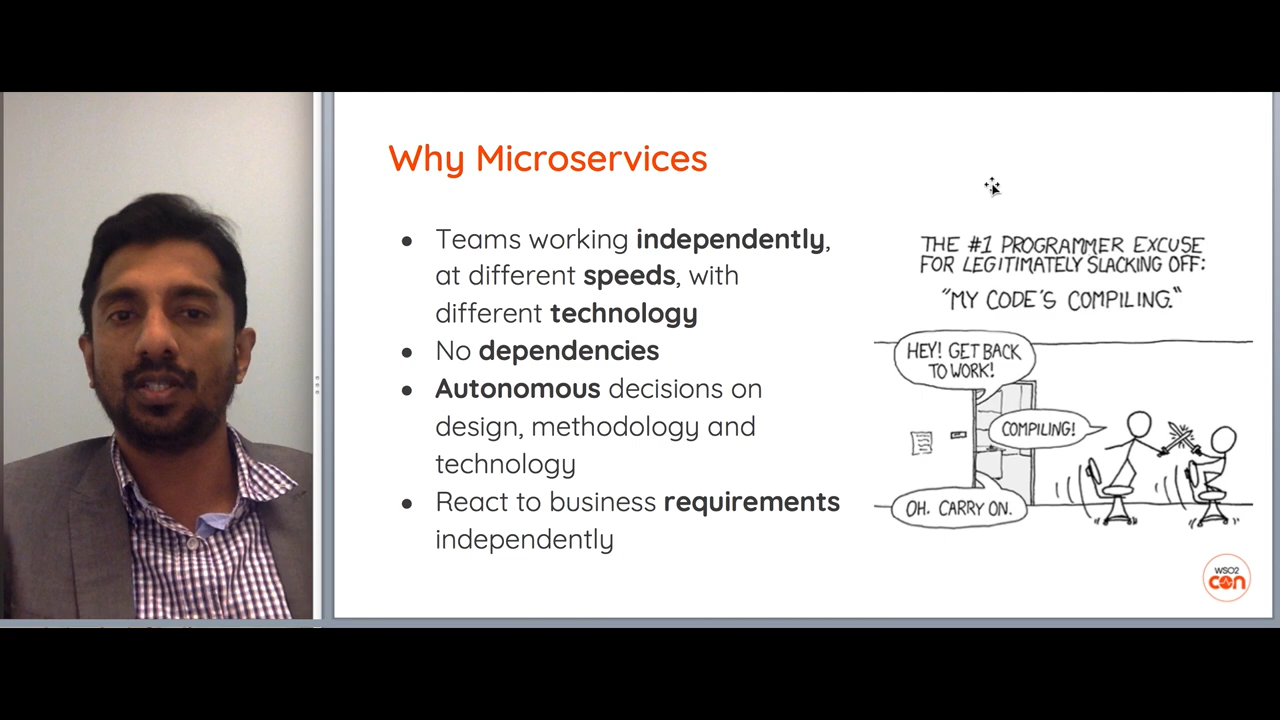 Why Microservices
● Teams working independently,
at different speeds, with
different technology
● No dependencies
● Autonomous decisions on
design, methodology and
technology
● React to business requirements
independently
THE #1 PROGRAMMER EXCUSE
FOR LEGITIMATELY SLACKING OFF:
"MY CODE'S COMPILING."
HEY! GET BACK
TO WORK!
COMPILING!
OH. CARRY ON.
WSO2
con